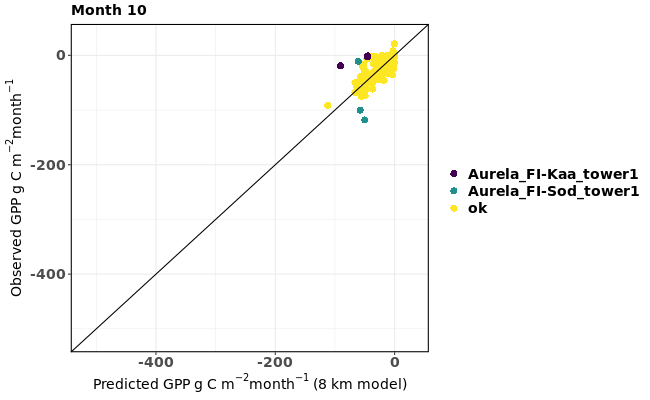 Month 10
Observed GPP g C m⁻²month⁻¹
0
-200
-400
-400 -200 0
Predicted GPP g C m⁻²month⁻¹ (8 km model)
Aurela_FI-Kaa_tower1
Aurela_FI-Sod_tower1
ok